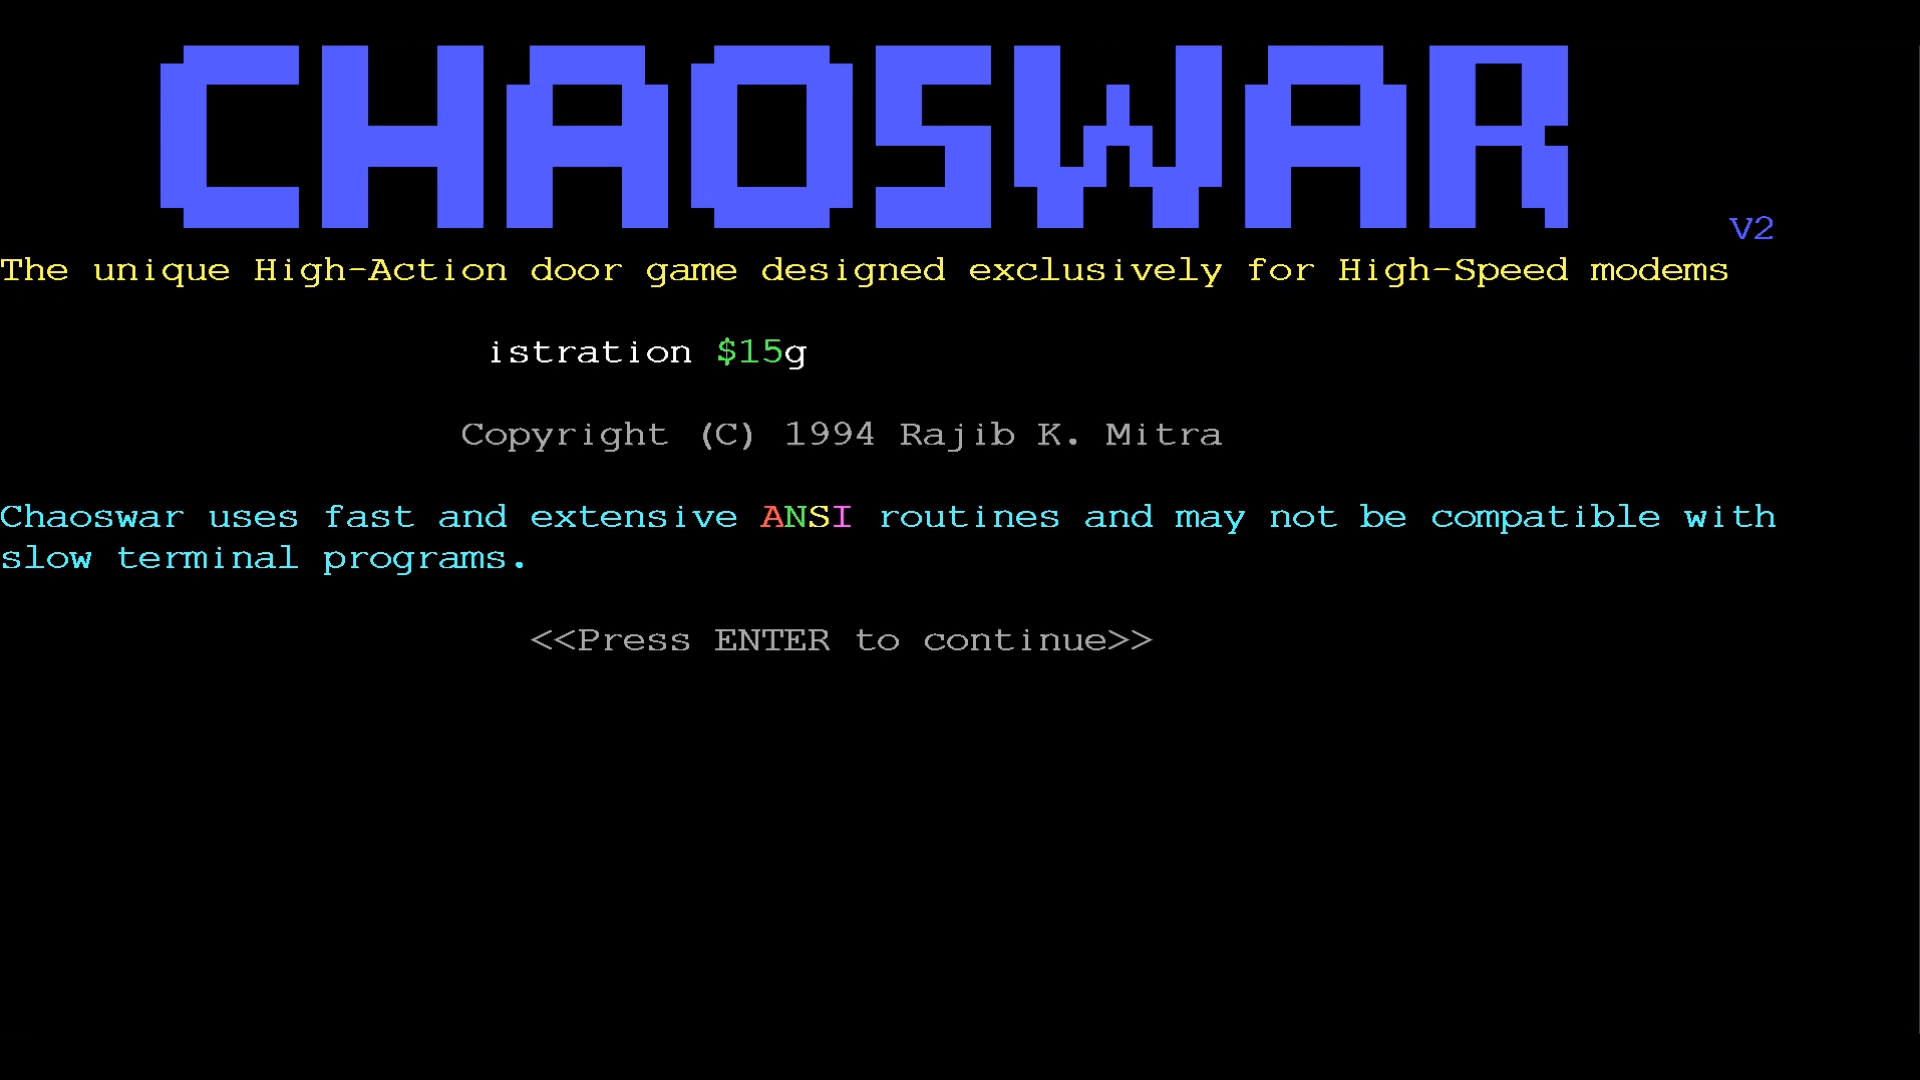 CHAOSWAR
V2
The unique High-Action door game designed exclusively for High-Speed modems
istration $15g
Copyright (C) 1994 Rajib K. Mitra
Chaoswar uses fast and extensive ANSI routines and may not be compatible with
slow terminal programs.
<<Press ENTER to continue>>